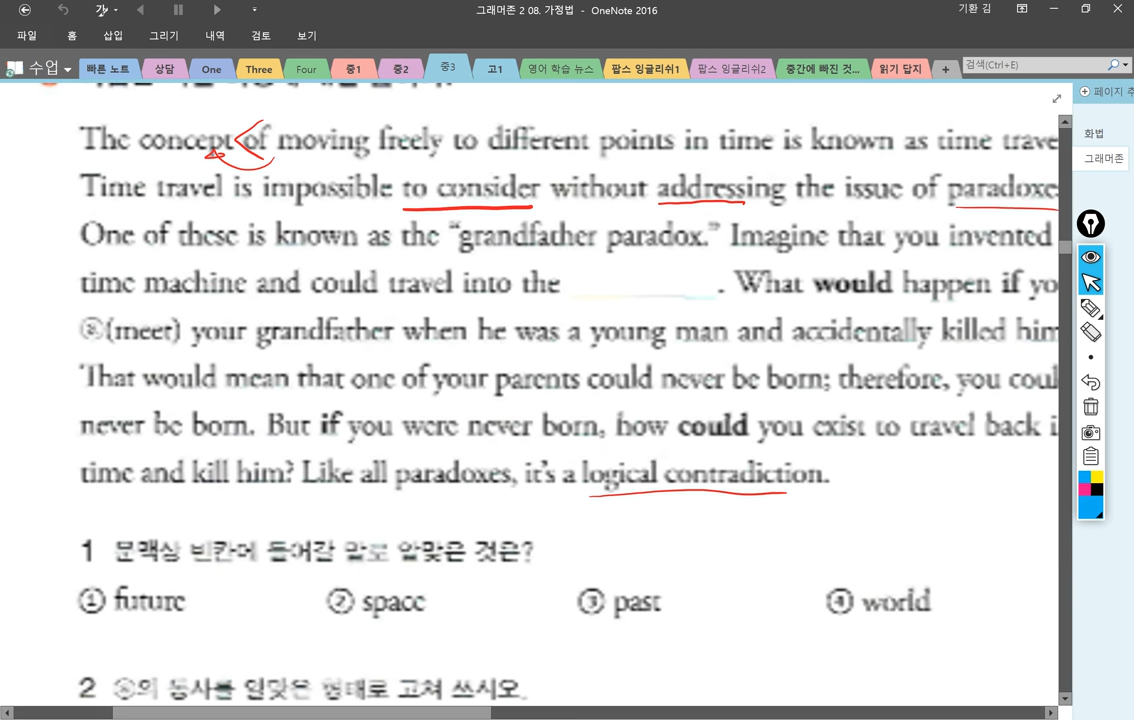 그래머존 2 08. 가정법 - OneNote 2016
기환 김
파일 홈 삽입 그리기 내역 검토 보기
수업 빠른 노트 상담 One Three Four 중1 중2 중3 고1 영어 학습 뉴스 팝스 잉글리쉬1 팝스 잉글리쉬2 중간에 빠진 것... 읽기 답지 + 검색(Ctrl+E)
페이지 추
화법
그래머존
The concept of moving freely to different points in time is known as time trave
Time travel is impossible to consider without addressing the issue of paradoxe
One of these is known as the “grandfather paradox.” Imagine that you invented
time machine and could travel into the . What would happen if yo
ⓐ(meet) your grandfather when he was a young man and accidentally killed him
That would mean that one of your parents could never be born; therefore, you coul
never be born. But if you were never born, how could you exist to travel back i
time and kill him? Like all paradoxes, it's a logical contradiction.
1 문맥상 빈칸에 들어갈 말로 알맞은 것은?
① future ② space ③ past ④ world
2 ⓐ의 동사를 알맞은 형태로 고쳐 쓰시오.